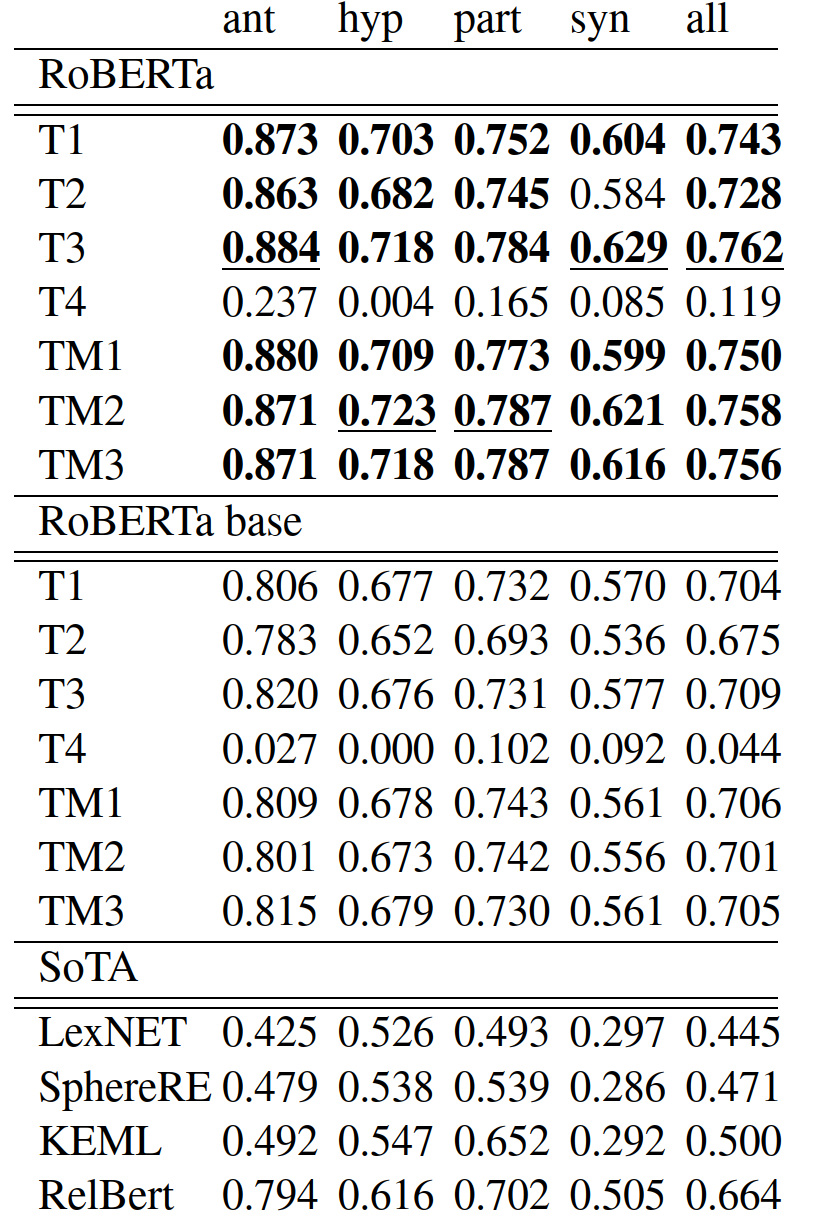 ant hyp part syn all
RoBERTa
T1 0.873 0.703 0.752 0.604 0.743
T2 0.863 0.682 0.745 0.584 0.728
T3 0.884 0.718 0.784 0.629 0.762
T4 0.237 0.004 0.165 0.085 0.119
TM1 0.880 0.709 0.773 0.599 0.750
TM2 0.871 0.723 0.787 0.621 0.758
TM3 0.871 0.718 0.787 0.616 0.756
RoBERTa base
T1 0.806 0.677 0.732 0.570 0.704
T2 0.783 0.652 0.693 0.536 0.675
T3 0.820 0.676 0.731 0.577 0.709
T4 0.027 0.000 0.102 0.092 0.044
TM1 0.809 0.678 0.743 0.561 0.706
TM2 0.801 0.673 0.742 0.556 0.701
TM3 0.815 0.679 0.730 0.561 0.705
SoTA
LexNET 0.425 0.526 0.493 0.297 0.445
SphereRE 0.479 0.538 0.539 0.286 0.471
KEML 0.492 0.547 0.652 0.292 0.500
RelBert 0.794 0.616 0.702 0.505 0.664